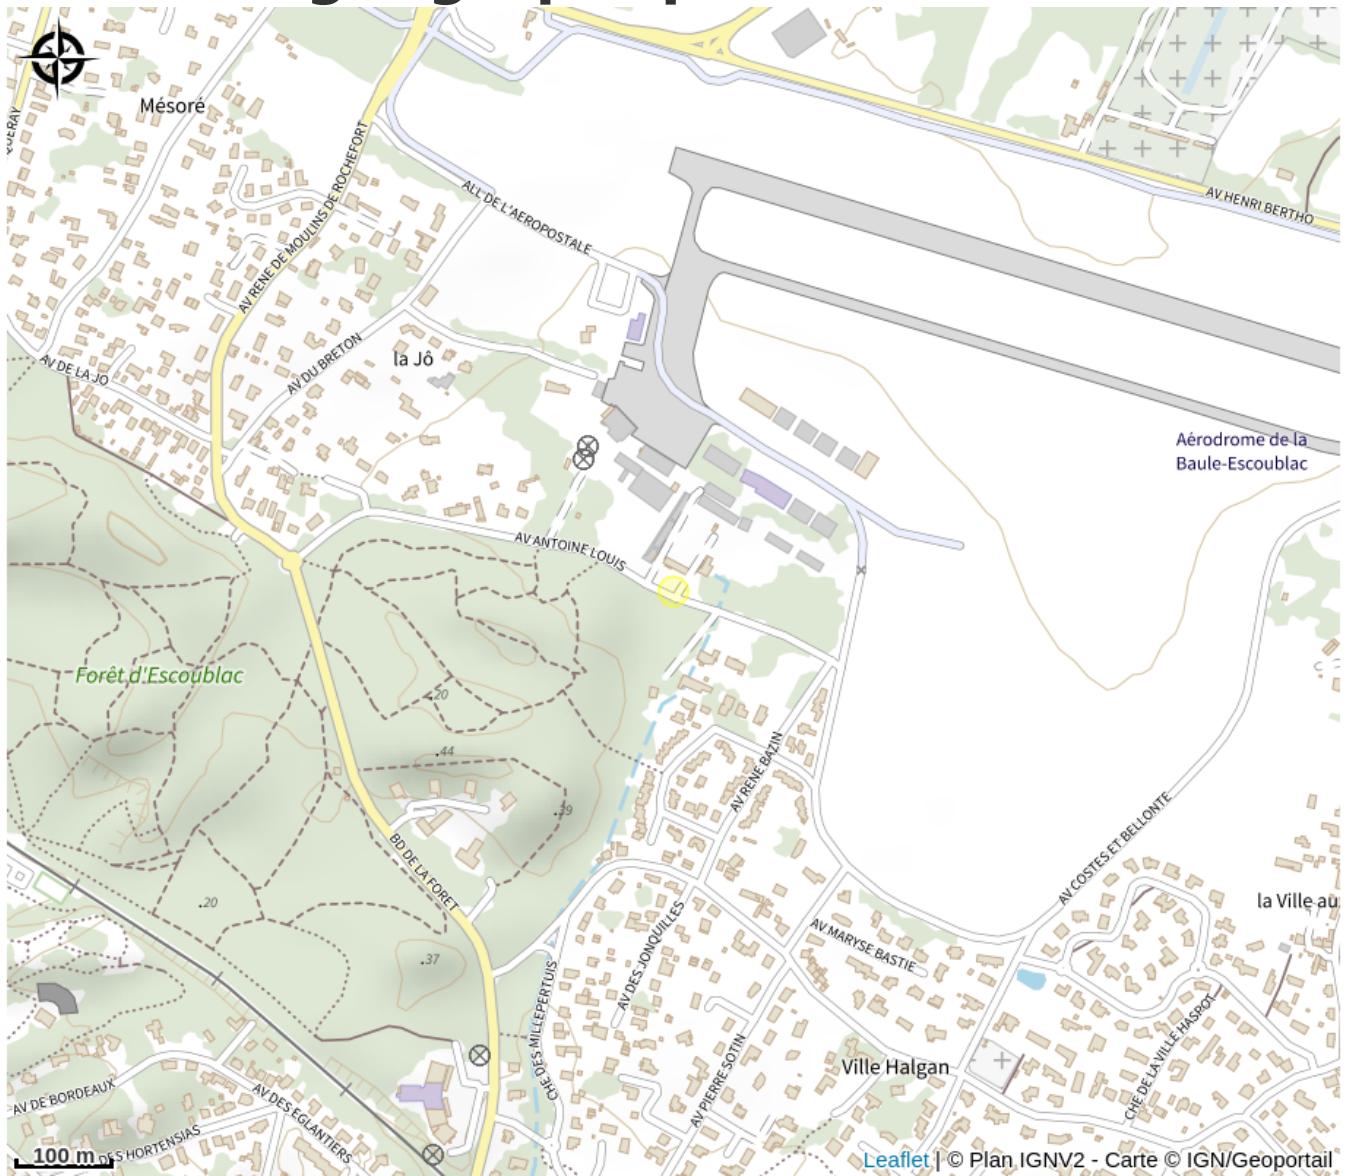 Mésoré
QUERAY
AV RENE DE MOULINS DE ROCHEFORT
ALL DE L'AEROPOSTALE
AV HENRI BERTHO
AV DE LA JO
AV DU BRETON
la Jô
Aérodrome de la
Baule-Escoublac
AV ANTOINE LOUIS
Forêt d'Escoublac
.20
.44
.39
AV RENE BAZIN
BD DE LA FORET
AV COSTES ET BELLONTE
.20
la Ville au
AV DES JONQUILLES
AV MARYSE BASTIE
.37
CHE DES MILLEPERTUIS
CHE DE LA VILLE HASPOT
AV PIERRE SOTIN
Ville Halgan
AV DE BORDEAUX
AV DES EGLANTIERS
DES HORTENSIAS
100 m
Leaflet | © Plan IGNV2 - Carte © IGN/Geoportail